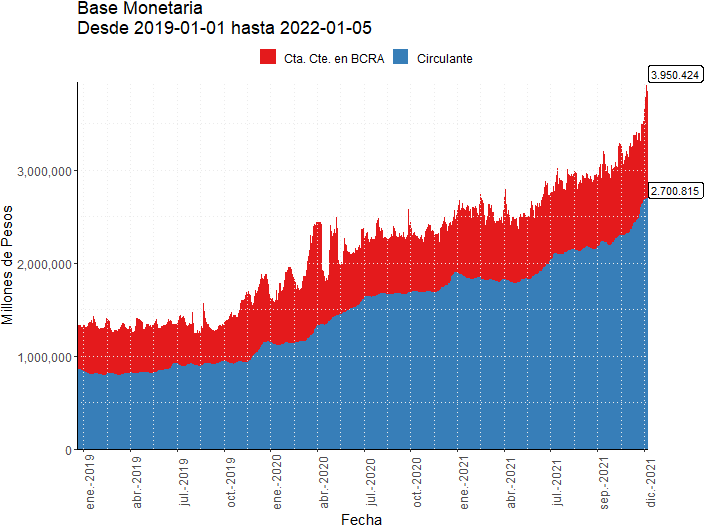 Base Monetaria
Desde 2019-01-01 hasta 2022-01-05
Cta. Cte. en BCRA
Circulante
3.950.424
2.700.815
Millones de Pesos
3,000,000
2,000,000
1,000,000
0
ene.-2019
abr.-2019
jul.-2019
oct.-2019
ene.-2020
abr.-2020
jul.-2020
oct.-2020
ene.-2021
abr.-2021
jul.-2021
sep.-2021
dic.-2021
Fecha